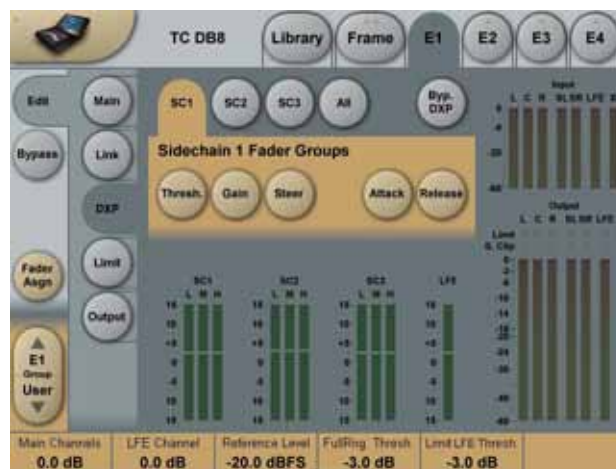 TC DB8
Library
Frame
E1
E2
E3
E4
Edit
Main
SC1
SC2
SC3
All
Byp. DXP
Bypass
Link
Sidechain 1 Fader Groups
Thresh.
Gain
Steer
Attack
Release
DXP
Fader Asgn
Limit
Output
Input
L C R SL SR LFE
Output
L C R SL SR LFE
SC1
L M H
SC2
L M H
SC3
L M H
LFE
E1
Group
User
Main Channels
0.0 dB
LFE Channel
0.0 dB
Reference Level
-20.0 dBFS
FullRng. Thresh
-3.0 dB
Limit LFE Thresh
-3.0 dB